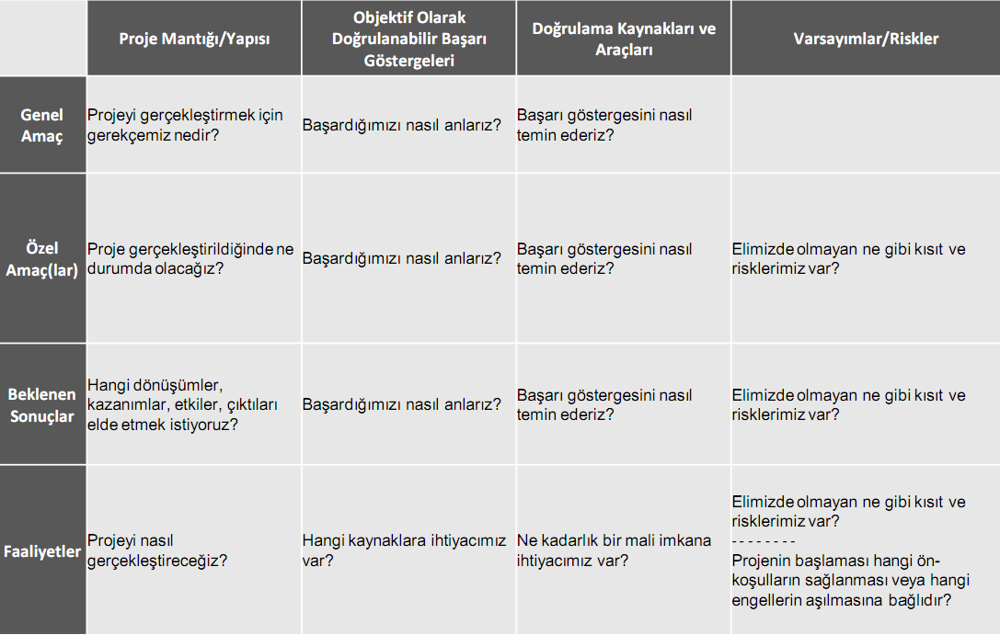 Proje Mantığı/Yapısı
Objektif Olarak
Doğrulanabilir Başarı
Göstergeleri
Doğrulama Kaynakları ve
Araçları
Varsayımlar/Riskler
Genel
Amaç
Projeyi gerçekleştirmek için
gerekçemiz nedir?
Başardığımızı nasıl anlarız?
Başarı göstergesini nasıl
temin ederiz?
Özel
Amaç(lar)
Proje gerçekleştirildiğinde ne
durumda olacağız?
Başardığımızı nasıl anlarız?
Başarı göstergesini nasıl
temin ederiz?
Elimizde olmayan ne gibi kısıt ve
risklerimiz var?
Beklenen
Sonuçlar
Hangi dönüşümler,
kazanımlar, etkiler, çıktıları
elde etmek istiyoruz?
Başardığımızı nasıl anlarız?
Başarı göstergesini nasıl
temin ederiz?
Elimizde olmayan ne gibi kısıt ve
risklerimiz var?
Faaliyetler
Projeyi nasıl
gerçekleştireceğiz?
Hangi kaynaklara ihtiyacımız
var?
Ne kadarlık bir mali imkana
ihtiyacımız var?
Elimizde olmayan ne gibi kısıt ve
risklerimiz var?
- - - - - - - -
Projenin başlaması hangi ön-
koşulların sağlanması veya hangi
engellerin aşılmasına bağlıdır?